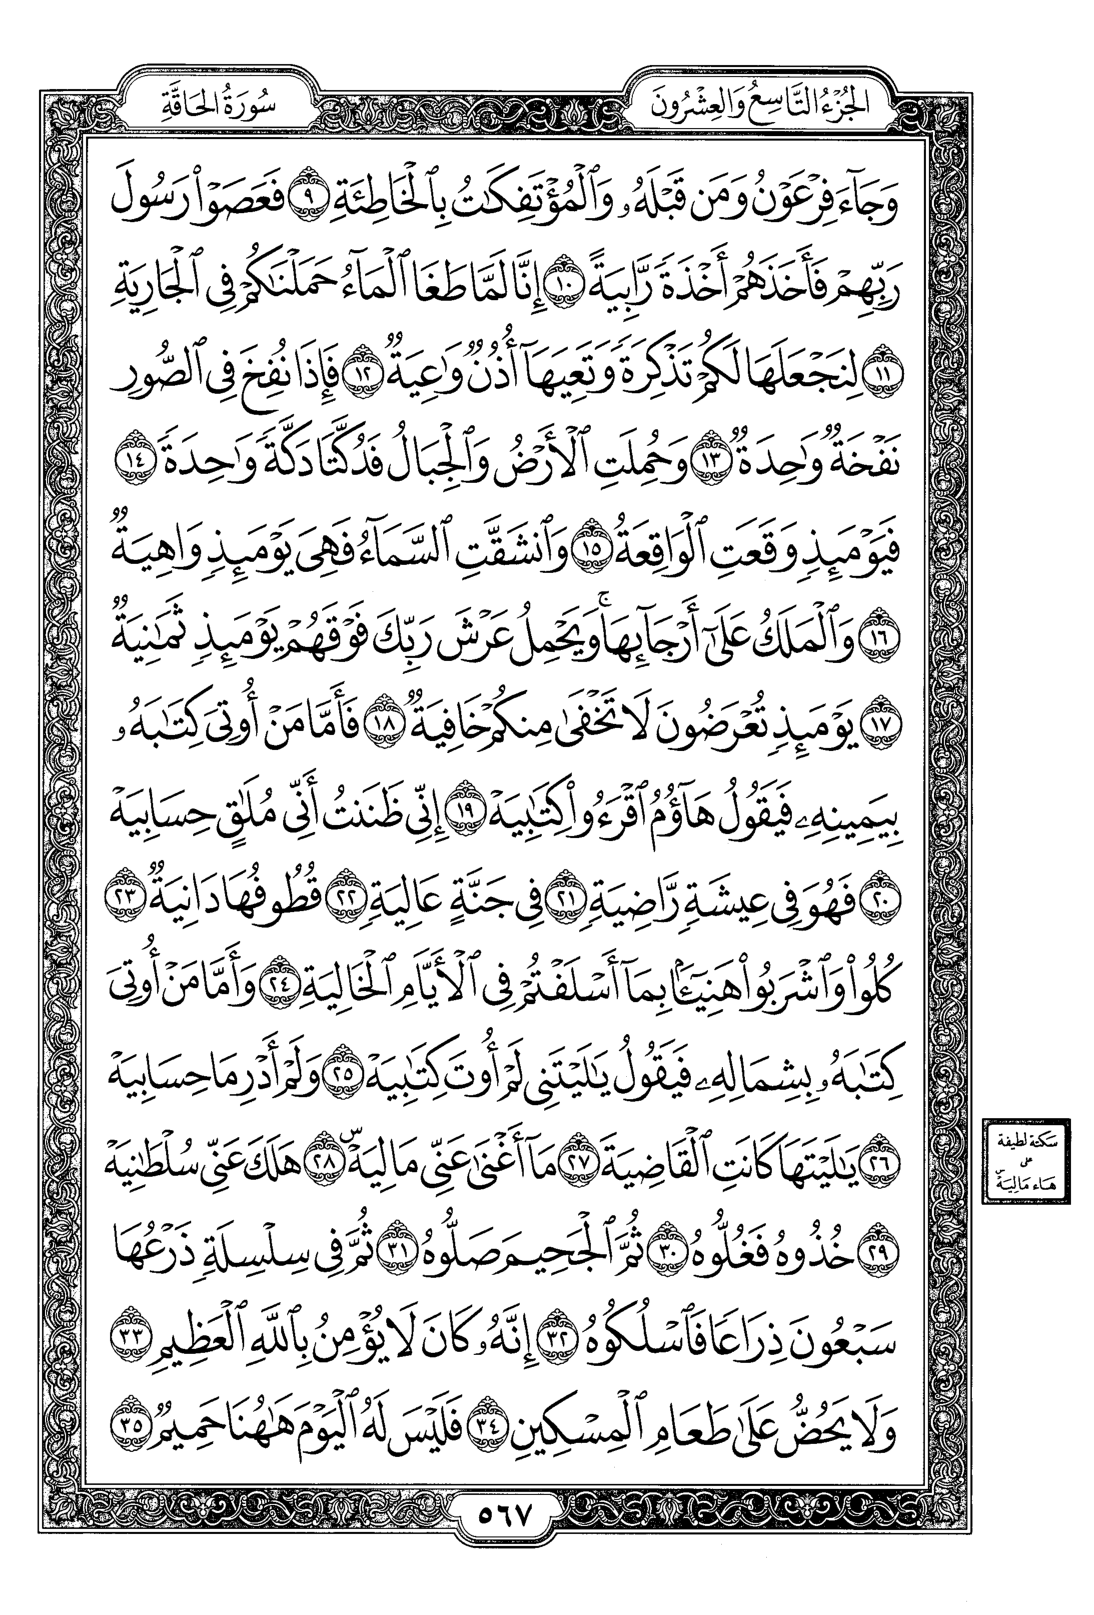 الجُزْءُ التَّاسِعُ وَالعِشْرُونَ
سُورَةُ الحَاقَّةِ
وَجَآءَ فِرْعَوْنُ وَمَن قَبْلَهُۥ وَٱلْمُؤْتَفِكَٰتُ بِٱلْخَاطِئَةِ ٩ فَعَصَوْا۟ رَسُولَ
رَبِّهِمْ فَأَخَذَهُمْ أَخْذَةً رَّابِيَةً ١٠ إِنَّا لَمَّا طَغَا ٱلْمَآءُ حَمَلْنَٰكُمْ فِى ٱلْجَارِيَةِ
١١ لِنَجْعَلَهَا لَكُمْ تَذْكِرَةً وَتَعِيَهَآ أُذُنٌ وَٰعِيَةٌ ١٢ فَإِذَا نُفِخَ فِى ٱلصُّورِ
نَفْخَةٌ وَٰحِدَةٌ ١٣ وَحُمِلَتِ ٱلْأَرْضُ وَٱلْجِبَالُ فَدُكَّتَا دَكَّةً وَٰحِدَةً ١٤
فَيَوْمَئِذٍ وَقَعَتِ ٱلْوَاقِعَةُ ١٥ وَٱنشَقَّتِ ٱلسَّمَآءُ فَهِىَ يَوْمَئِذٍ وَاهِيَةٌ
١٦ وَٱلْمَلَكُ عَلَىٰٓ أَرْجَآئِهَا ۚ وَيَحْمِلُ عَرْشَ رَبِّكَ فَوْقَهُمْ يَوْمَئِذٍ ثَمَٰنِيَةٌ
١٧ يَوْمَئِذٍ تُعْرَضُونَ لَا تَخْفَىٰ مِنكُمْ خَافِيَةٌ ١٨ فَأَمَّا مَنْ أُوتِىَ كِتَٰبَهُۥ
بِيَمِينِهِۦ فَيَقُولُ هَآؤُمُ ٱقْرَءُوا۟ كِتَٰبِيَهْ ١٩ إِنِّى ظَنَنتُ أَنِّى مُلَٰقٍ حِسَابِيَهْ
٢٠ فَهُوَ فِى عِيشَةٍ رَّاضِيَةٍ ٢١ فِى جَنَّةٍ عَالِيَةٍ ٢٢ قُطُوفُهَا دَانِيَةٌ ٢٣
كُلُوا۟ وَٱشْرَبُوا۟ هَنِيٓـًٔۢا بِمَآ أَسْلَفْتُمْ فِى ٱلْأَيَّامِ ٱلْخَالِيَةِ ٢٤ وَأَمَّا مَنْ أُوتِىَ
كِتَٰبَهُۥ بِشِمَالِهِۦ فَيَقُولُ يَٰلَيْتَنِى لَمْ أُوتَ كِتَٰبِيَهْ ٢٥ وَلَمْ أَدْرِ مَا حِسَابِيَهْ
٢٦ يَٰلَيْتَهَا كَانَتِ ٱلْقَاضِيَةَ ٢٧ مَآ أَغْنَىٰ عَنِّى مَالِيَهْ ۜ ٢٨ هَلَكَ عَنِّى سُلْطَٰنِيَهْ
٢٩ خُذُوهُ فَغُلُّوهُ ٣٠ ثُمَّ ٱلْجَحِيمَ صَلُّوهُ ٣١ ثُمَّ فِى سِلْسِلَةٍ ذَرْعُهَا
سَبْعُونَ ذِرَاعًا فَٱسْلُكُوهُ ٣٢ إِنَّهُۥ كَانَ لَا يُؤْمِنُ بِٱللَّهِ ٱلْعَظِيمِ ٣٣
وَلَا يَحُضُّ عَلَىٰ طَعَامِ ٱلْمِسْكِينِ ٣٤ فَلَيْسَ لَهُ ٱلْيَوْمَ هَٰهُنَا حَمِيمٌ ٣٥
سكتة لطيفة
على
هَاء مَالِيَهْ ۜ
٥٦٧